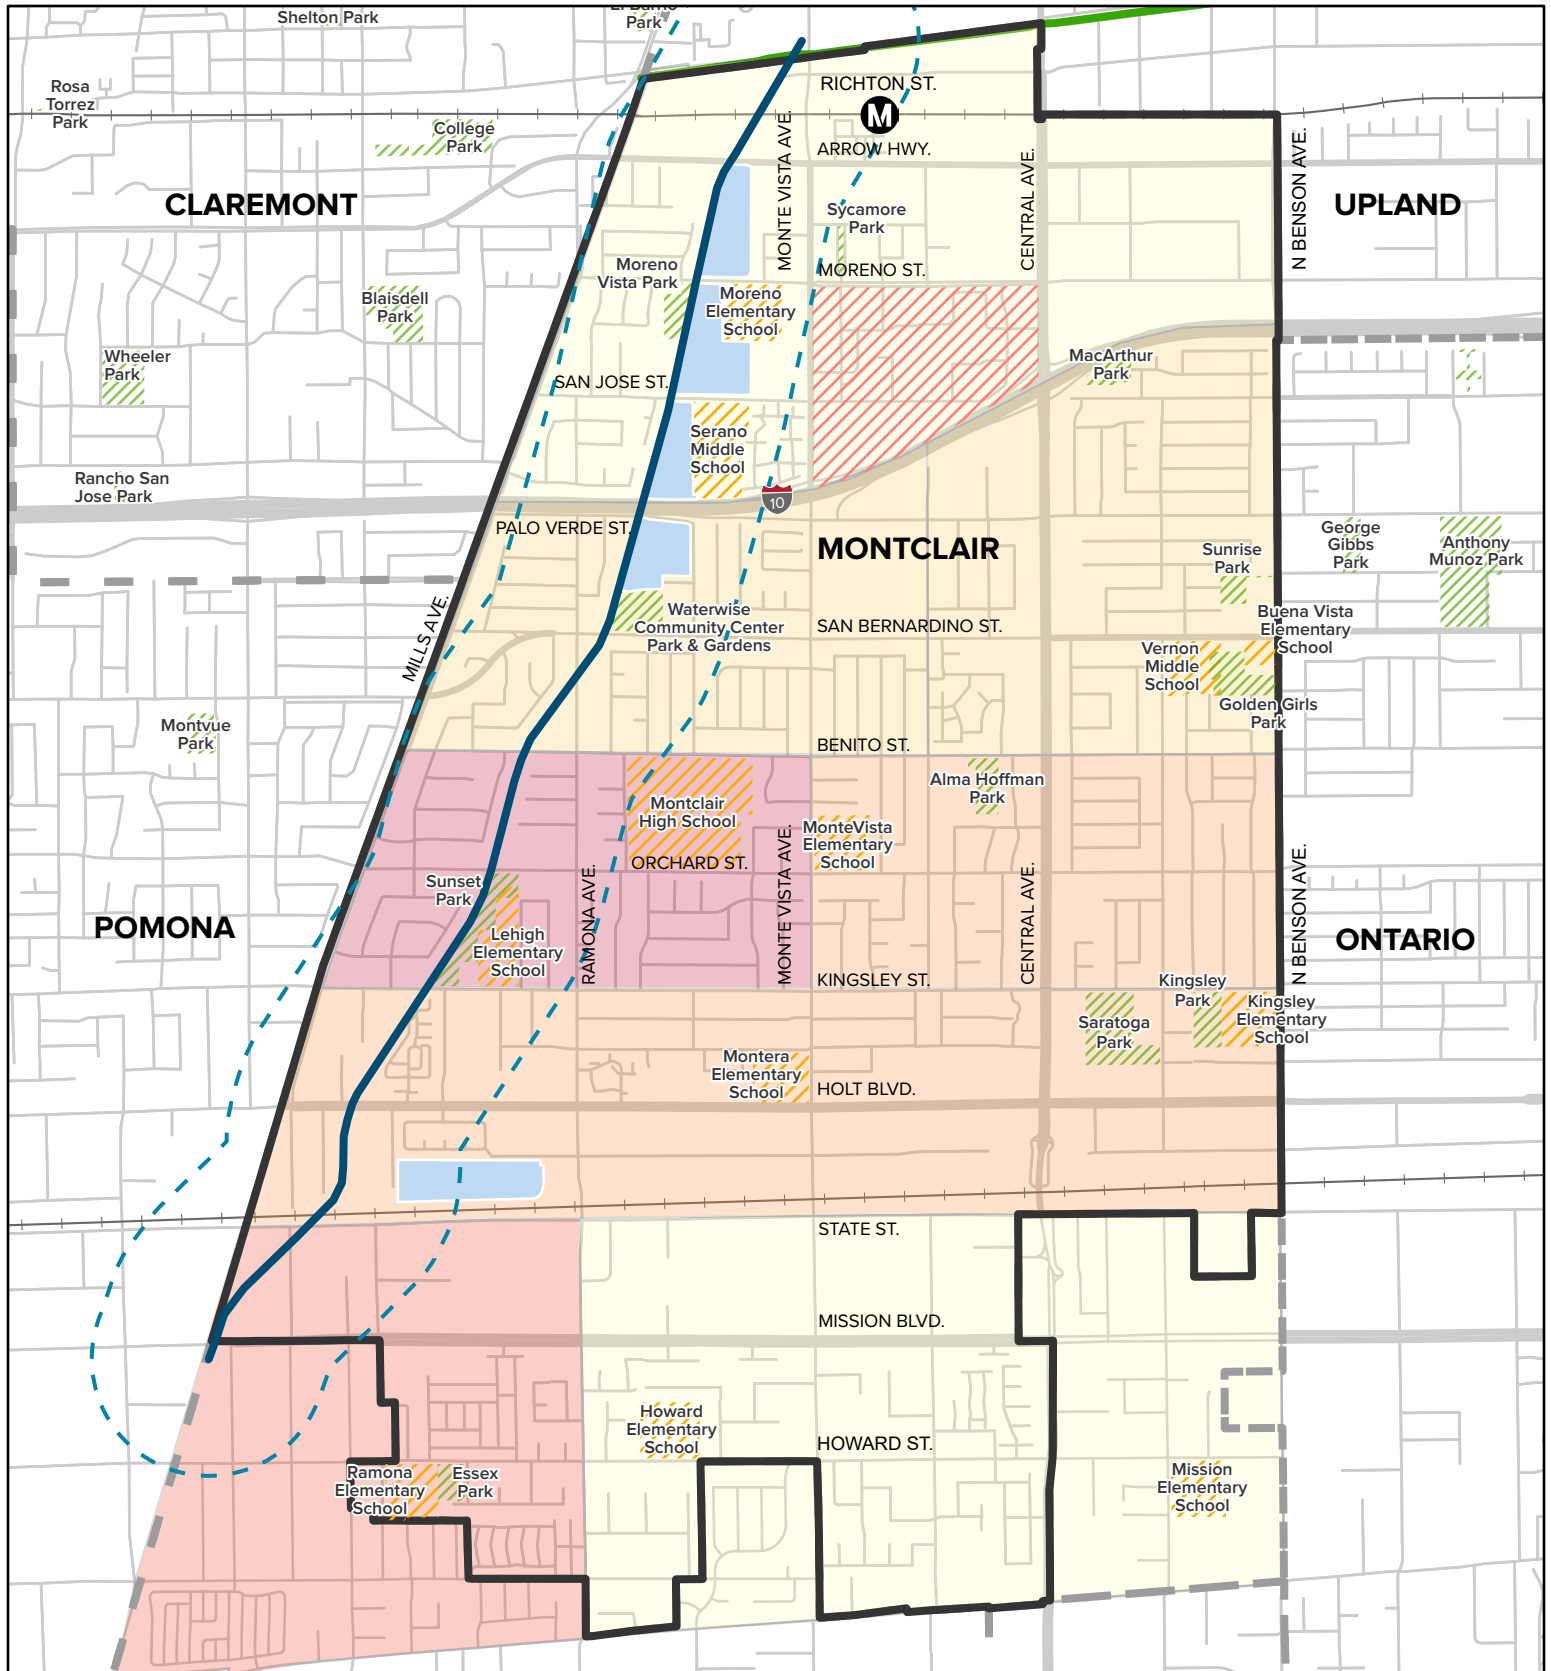 Shelton Park
Park
Rosa
Torrez
Park
College
Park
RICHTON ST.
M
ARROW HWY.
CLAREMONT
MONTE VISTA AVE.
Sycamore
Park
CENTRAL AVE.
N BENSON AVE.
UPLAND
Moreno
Vista Park
MORENO ST.
Blaisdell
Park
Moreno
Elementary
School
Wheeler
Park
SAN JOSE ST.
MacArthur
Park
Serano
Middle
School
Rancho San
Jose Park
10
PALO VERDE ST.
MONTCLAIR
Sunrise
Park
George
Gibbs
Park
Anthony
Munoz Park
MILLS AVE.
Waterwise
Community Center
Park & Gardens
SAN BERNARDINO ST.
Buena Vista
Elementary
School
Vernon
Middle
School
Golden Girls
Park
Montvue
Park
BENITO ST.
Alma Hoffman
Park
Montclair
High School
MonteVista
Elementary
School
ORCHARD ST.
Sunset
Park
RAMONA AVE.
MONTE VISTA AVE.
CENTRAL AVE.
N BENSON AVE.
POMONA
Lehigh
Elementary
School
ONTARIO
KINGSLEY ST.
Kingsley
Park
Kingsley
Elementary
School
Saratoga
Park
Montera
Elementary
School
HOLT BLVD.
STATE ST.
MISSION BLVD.
Howard
Elementary
School
HOWARD ST.
Ramona
Elementary
School
Essex
Park
Mission
Elementary
School